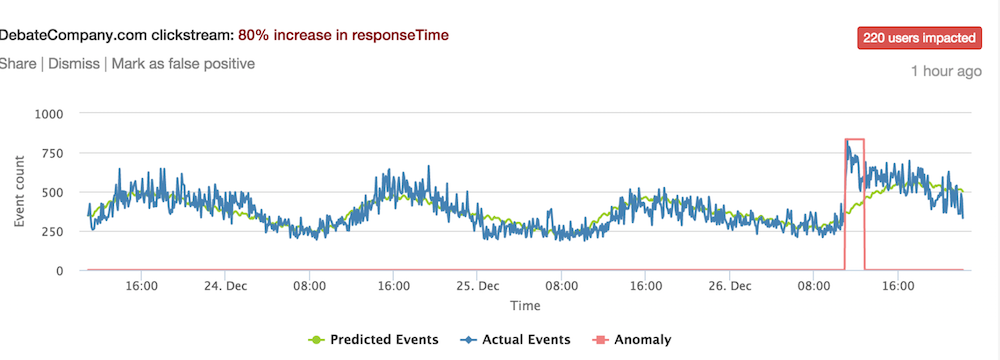 DebateCompany.com clickstream: 80% increase in responseTime
220 users impacted
Share | Dismiss | Mark as false positive
1 hour ago
1000
750
500
250
0
Event count
16:00 24. Dec 08:00 16:00 25. Dec 08:00 16:00 26. Dec 08:00 16:00
Time
Predicted Events Actual Events Anomaly